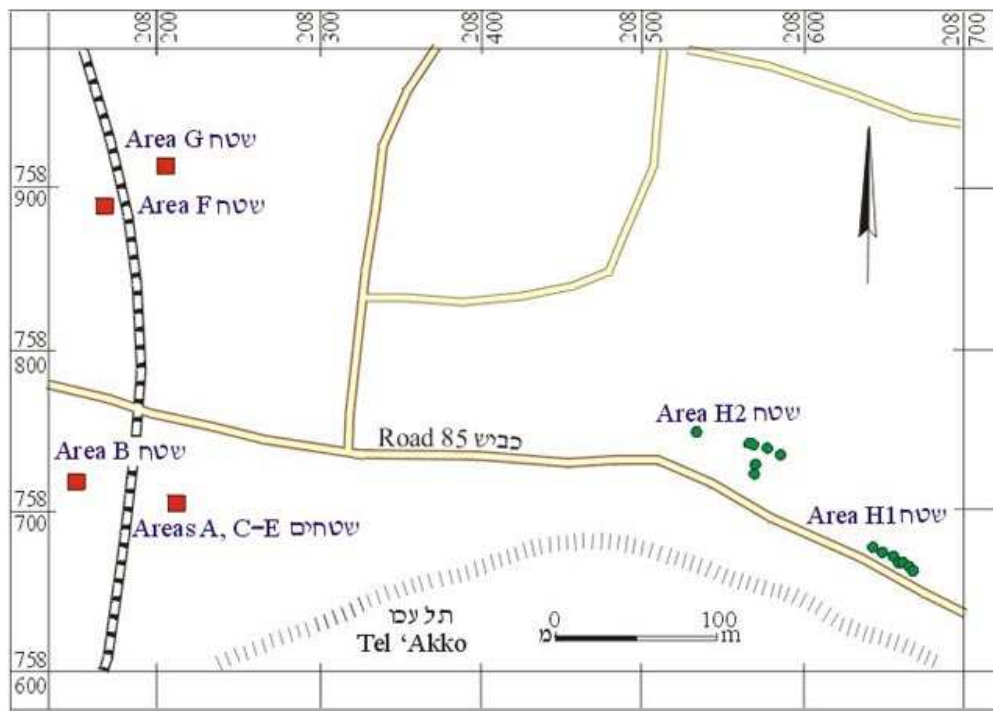 208 200
208 300
208 400
208 500
208 600
208 700
Area G שטח
758
900
Area F שטח
758
800
Area H2 שטח
Road 85 כביש
Area B שטח
758
700
Areas A, C-E שטחים
Area H1 שטח
תל עכו
Tel ‘Akko
0 100
מ m
758
600